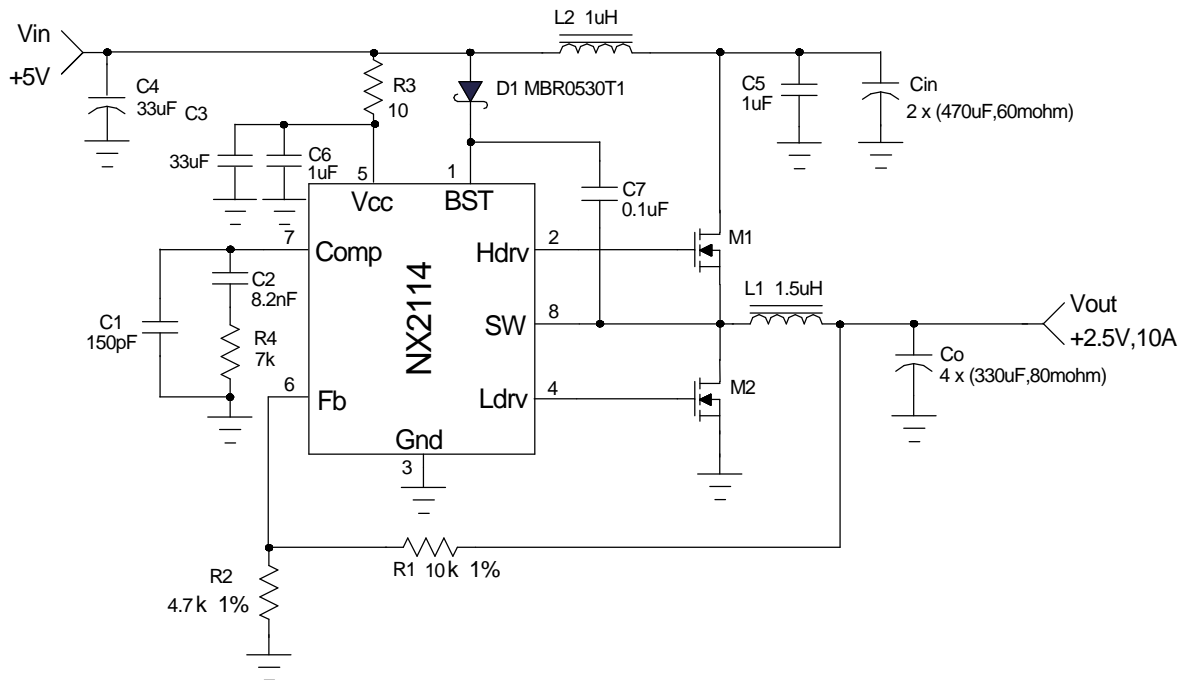 L2 1uH
Vin
+5V
C4
33uF
C3
R3
10
D1 MBR0530T1
C5
1uF
Cin
2 x (470uF,60mohm)
33uF
C6
1uF
5
1
Vcc
BST
C7
0.1uF
7
Comp
2
Hdrv
M1
C2
8.2nF
C1
150pF
R4
7k
NX2114
SW
8
L1 1.5uH
Vout
+2.5V,10A
Co
4 x (330uF,80mohm)
6
Fb
4
Ldrv
M2
Gnd
3
R1 10k 1%
R2
4.7k 1%